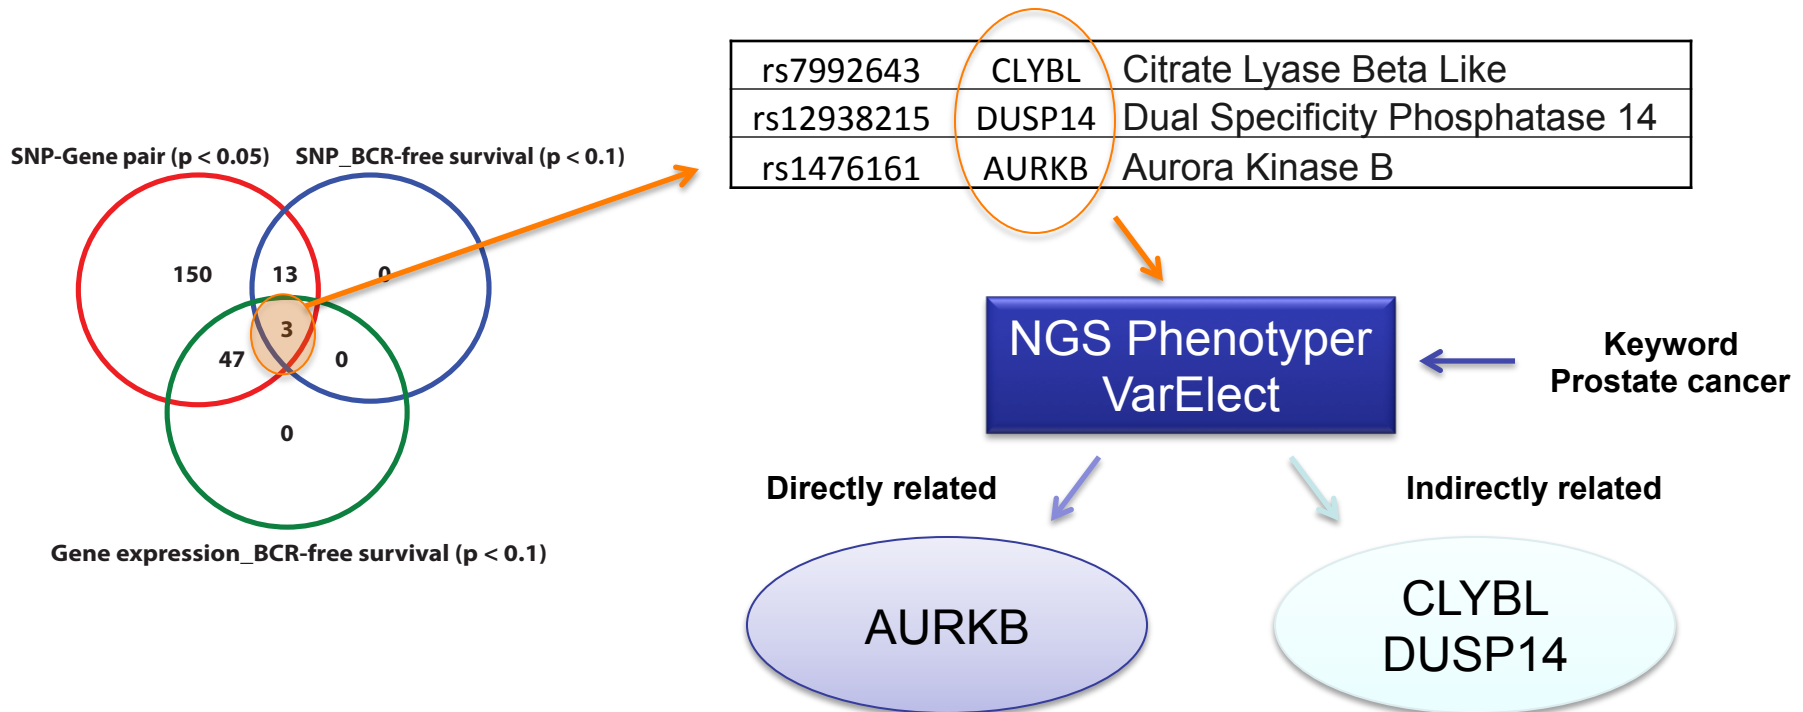 SNP-Gene pair (p < 0.05) SNP_BCR-free survival (p < 0.1)
150 13 0
3
47 0
0
Gene expression_BCR-free survival (p < 0.1)
rs7992643 CLYBL Citrate Lyase Beta Like
rs12938215 DUSP14 Dual Specificity Phosphatase 14
rs1476161 AURKB Aurora Kinase B
NGS Phenotyper
VarElect
Keyword
Prostate cancer
Directly related
Indirectly related
AURKB
CLYBL
DUSP14